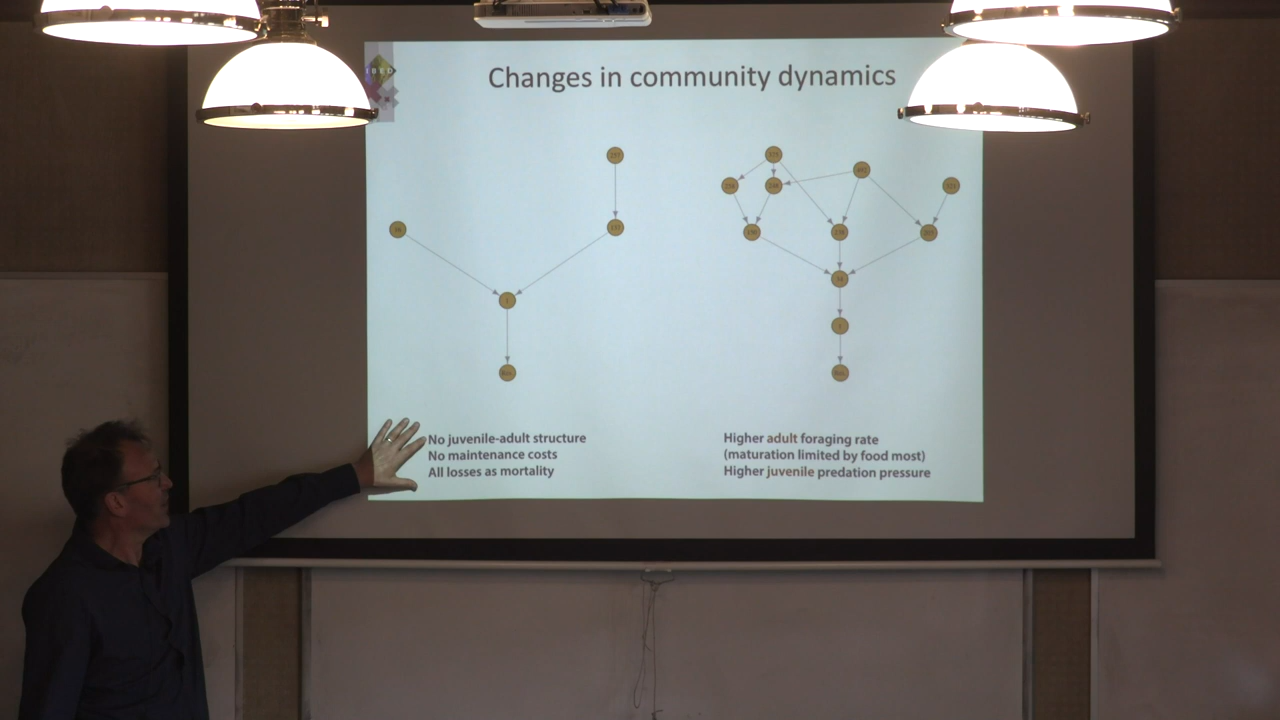 IBED
Changes in community dynamics
No juvenile-adult structure
No maintenance costs
All losses as mortality
Higher adult foraging rate
(maturation limited by food most)
Higher juvenile predation pressure